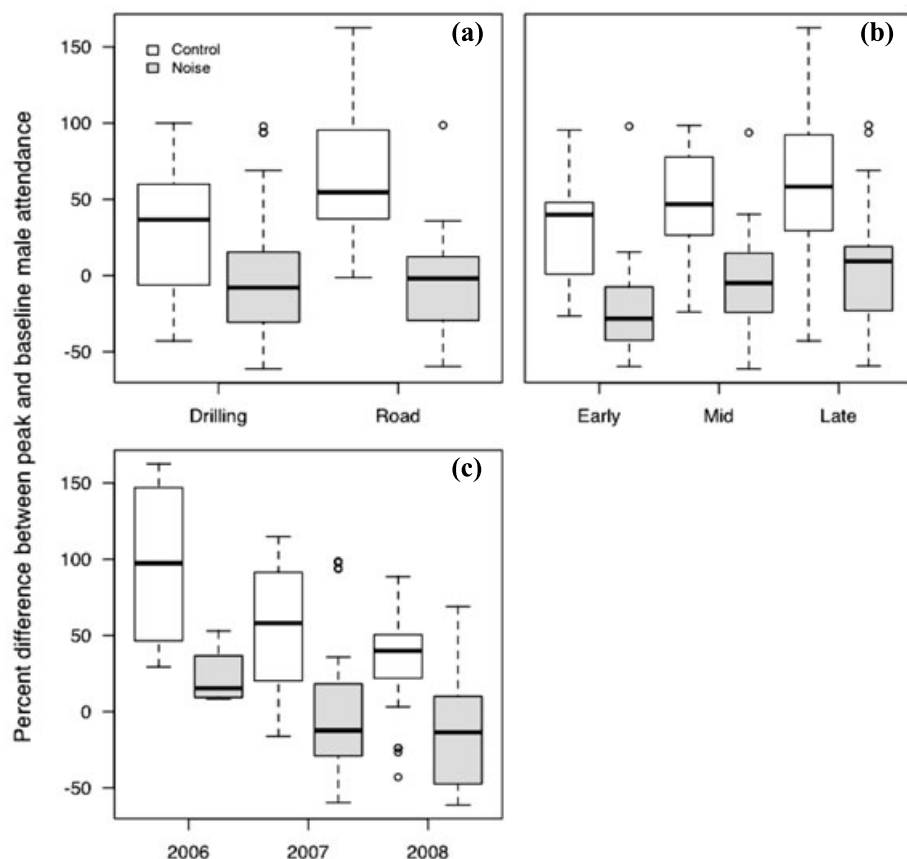 Percent difference between peak and baseline male attendance
(a)
Control
Noise
150
100
50
0
-50
Drilling
Road
(b)
Early
Mid
Late
(c)
150
100
50
0
-50
2006
2007
2008